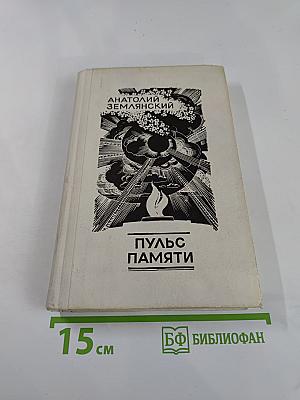 АНАТОЛИЙ
ЗЕМЛЯНСКИЙ
ПУЛЬС
ПАМЯТИ
15 см
БФ БИБЛИОФАН